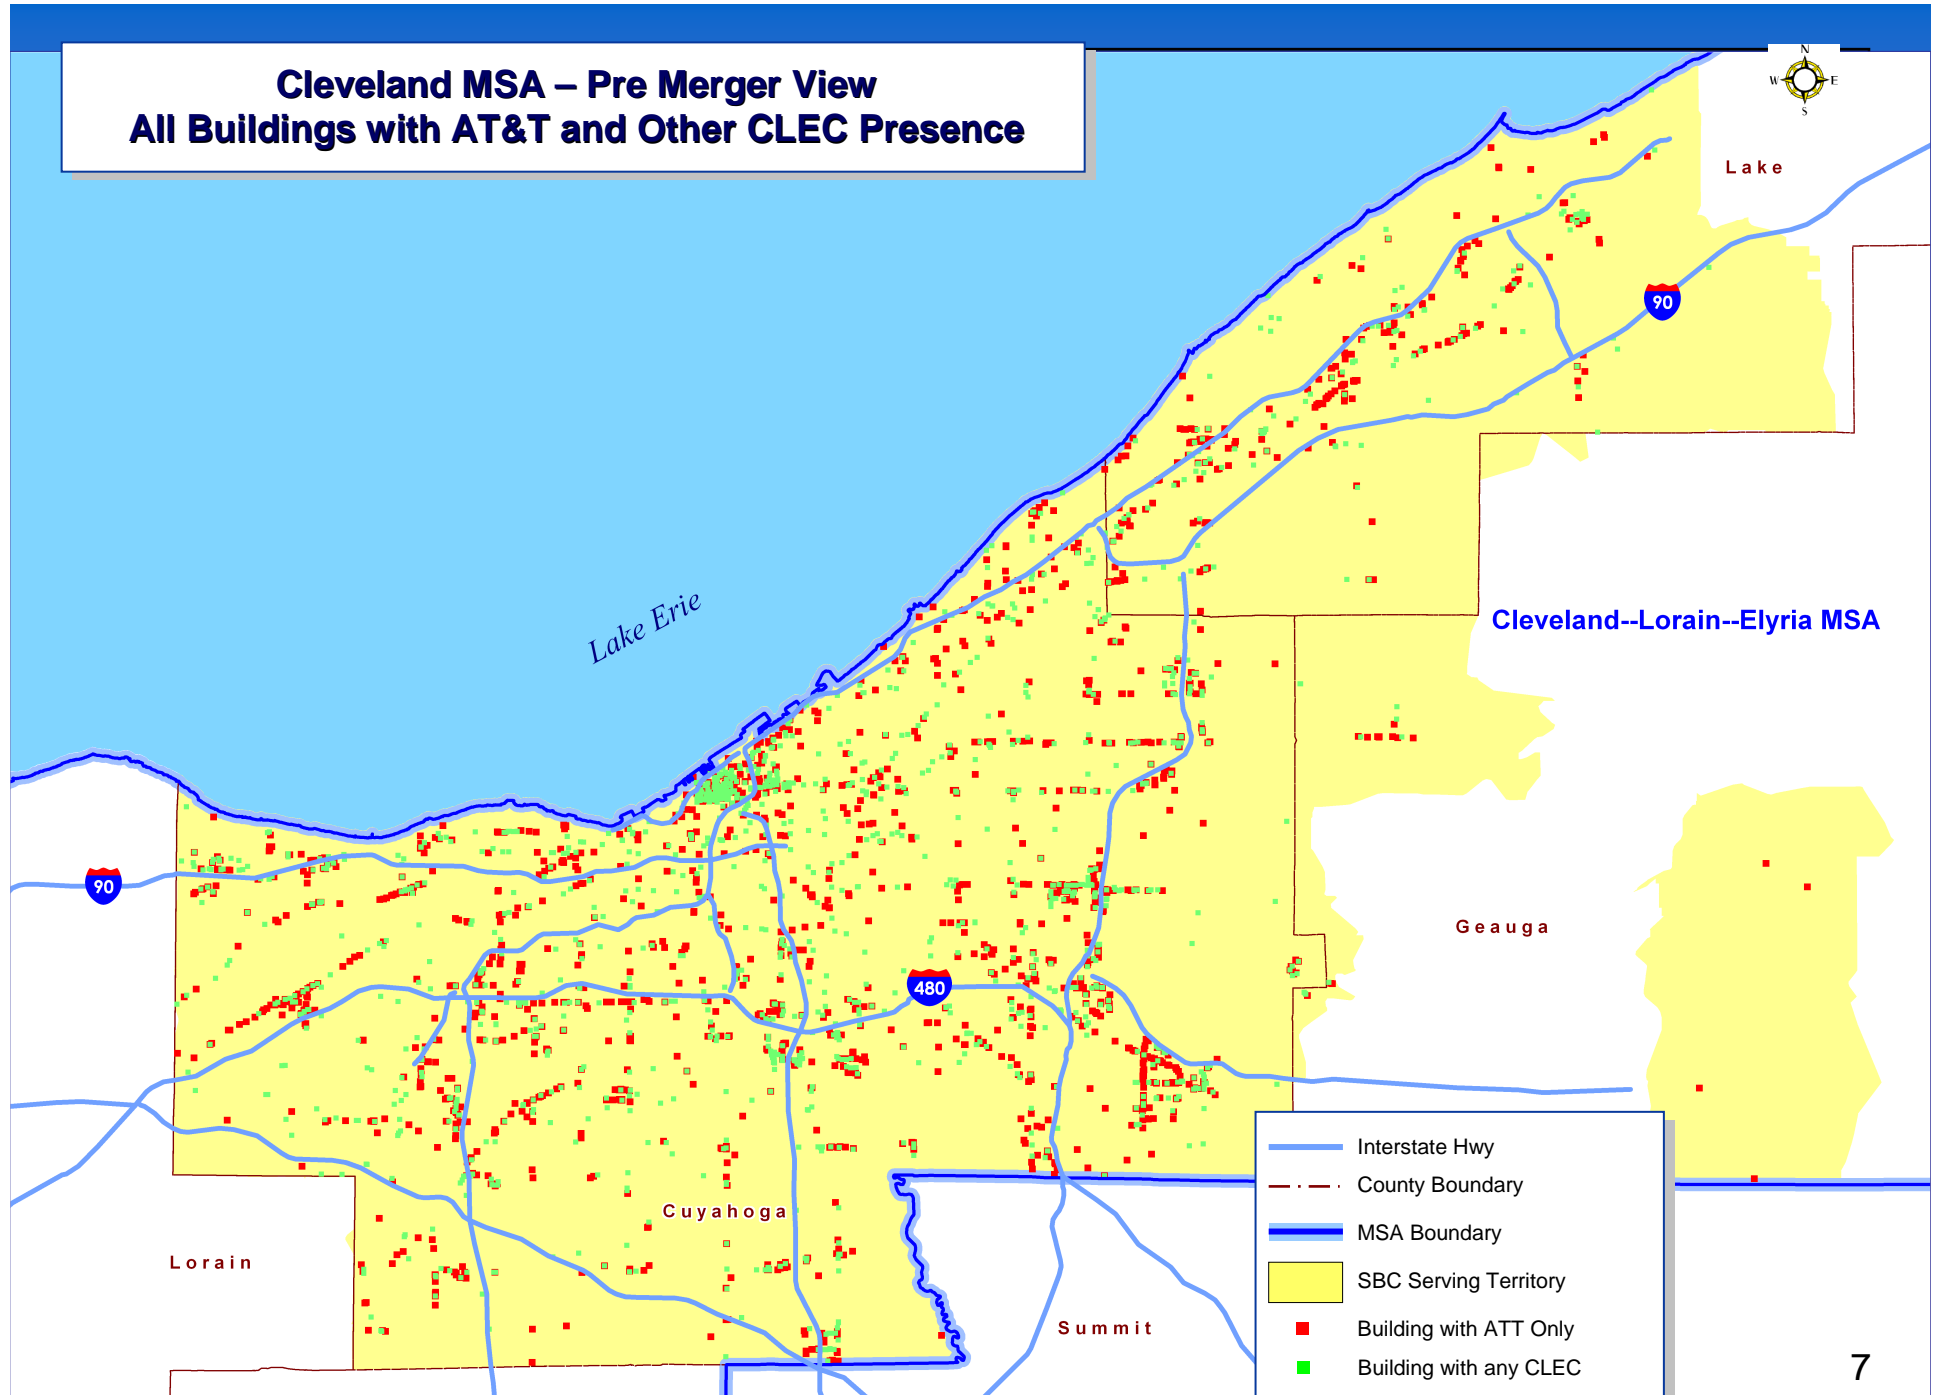 Cleveland MSA – Pre Merger View
All Buildings with AT&T and Other CLEC Presence
N
W E
S
Lake
90
Lake Erie
Cleveland--Lorain--Elyria MSA
90
Geauga
480
Cuyahoga
Lorain
Summit
Interstate Hwy
County Boundary
MSA Boundary
SBC Serving Territory
Building with ATT Only
Building with any CLEC
7